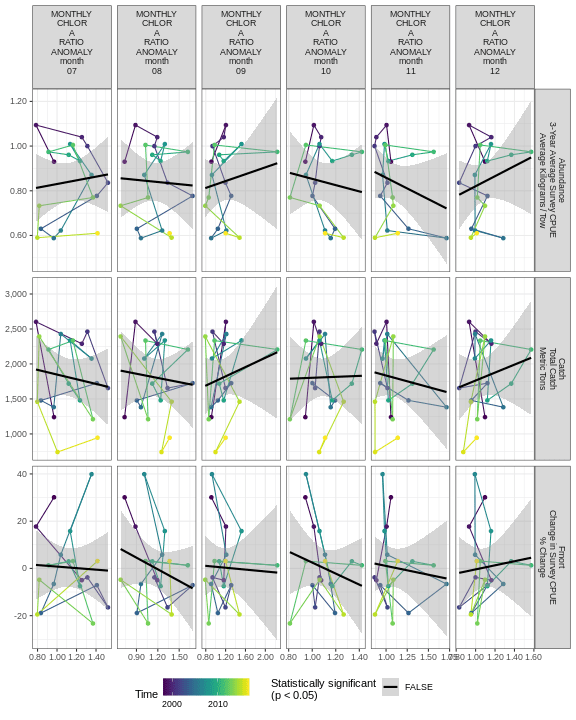 MONTHLY
CHLOR
A
RATIO
ANOMALY
month
07
MONTHLY
CHLOR
A
RATIO
ANOMALY
month
08
MONTHLY
CHLOR
A
RATIO
ANOMALY
month
09
MONTHLY
CHLOR
A
RATIO
ANOMALY
month
10
MONTHLY
CHLOR
A
RATIO
ANOMALY
month
11
MONTHLY
CHLOR
A
RATIO
ANOMALY
month
12
1.20
1.00
0.80
0.60
Abundance
3-Year Average Survey CPUE
Average Kilograms / Tow
3,000
2,500
2,000
1,500
1,000
Catch
Total Catch
Metric Tons
40
20
0
-20
Fmort
Change in Survey CPUE
% Change
0.80 1.00 1.20 1.40
0.90 1.20 1.50
0.80 1.20 1.60 2.00
0.80 1.00 1.20 1.40
1.00 1.25 1.50 1.75
0.80 1.00 1.20 1.40 1.60
Time
2000 2010
Statistically significant
(p < 0.05)
FALSE